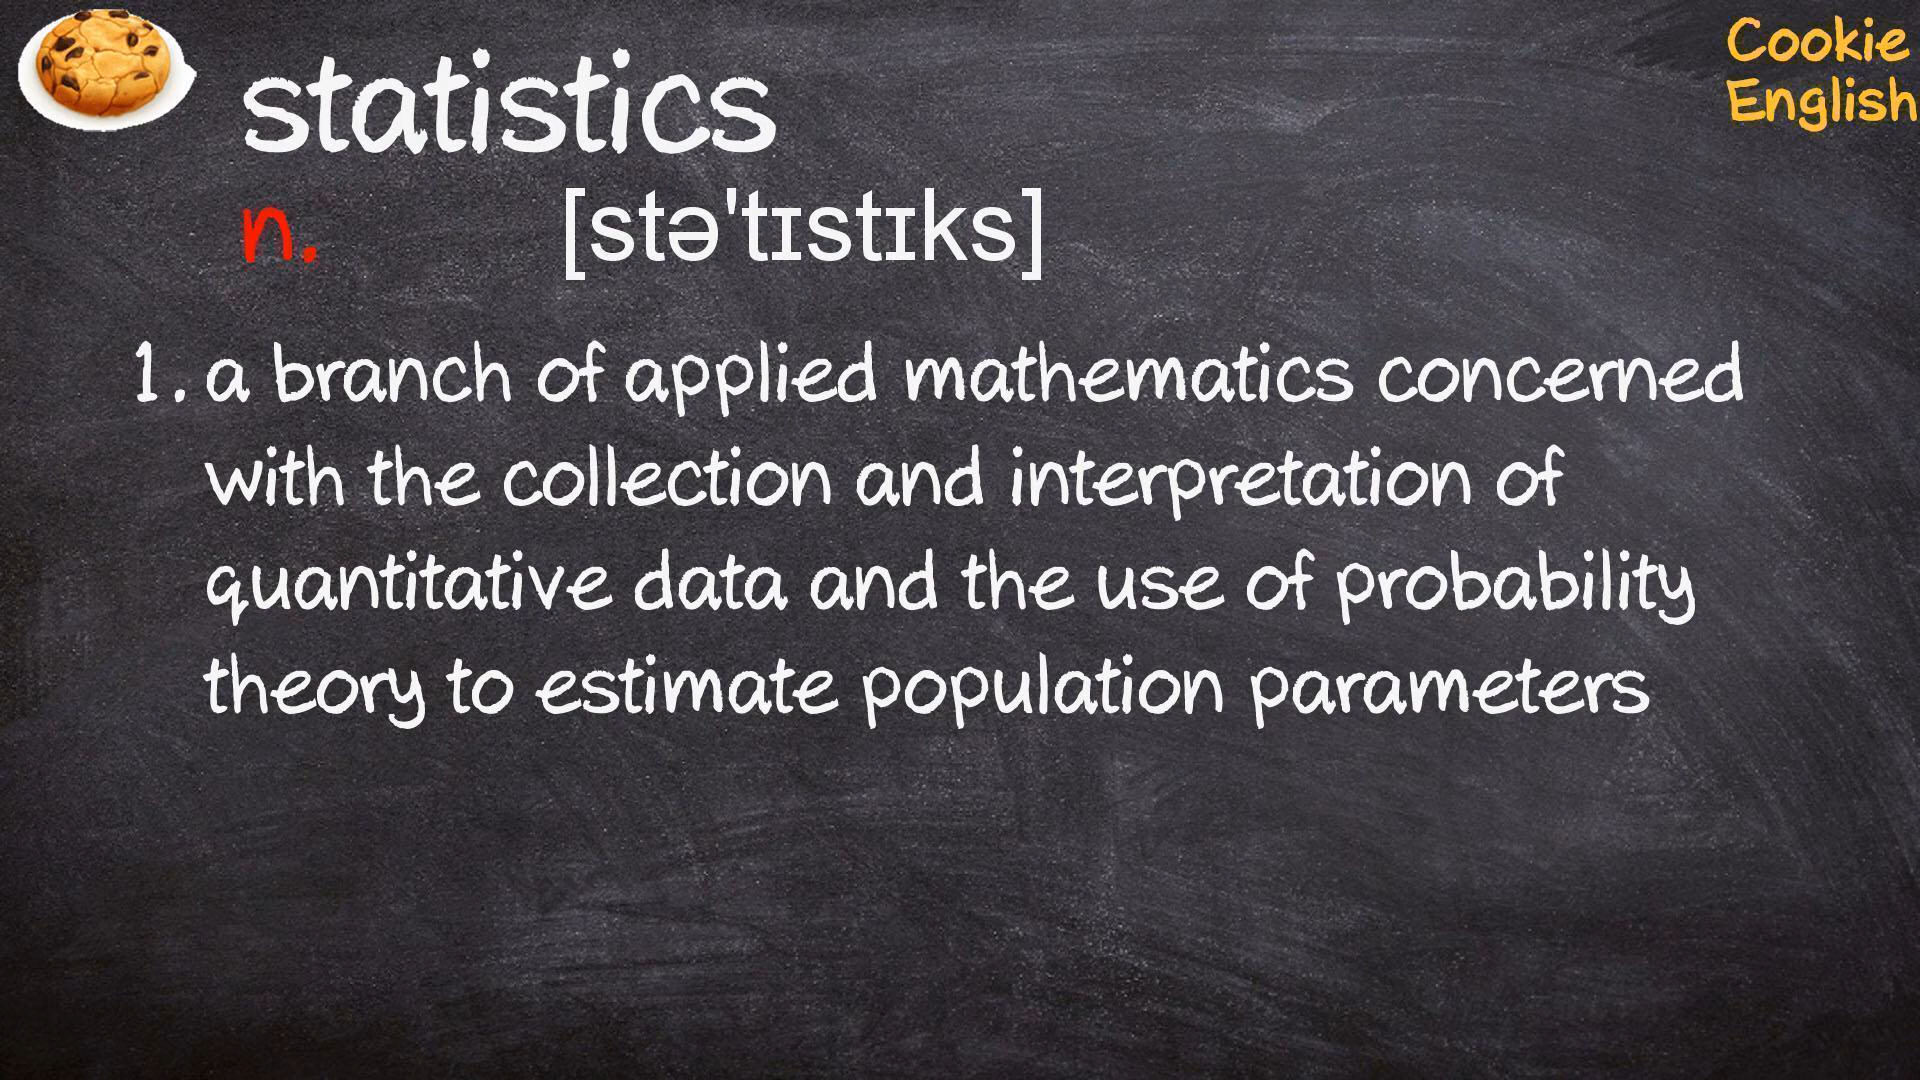 Cookie
English
statistics
n. [stə'tɪstɪks]
1. a branch of applied mathematics concerned
with the collection and interpretation of
quantitative data and the use of probability
theory to estimate population parameters